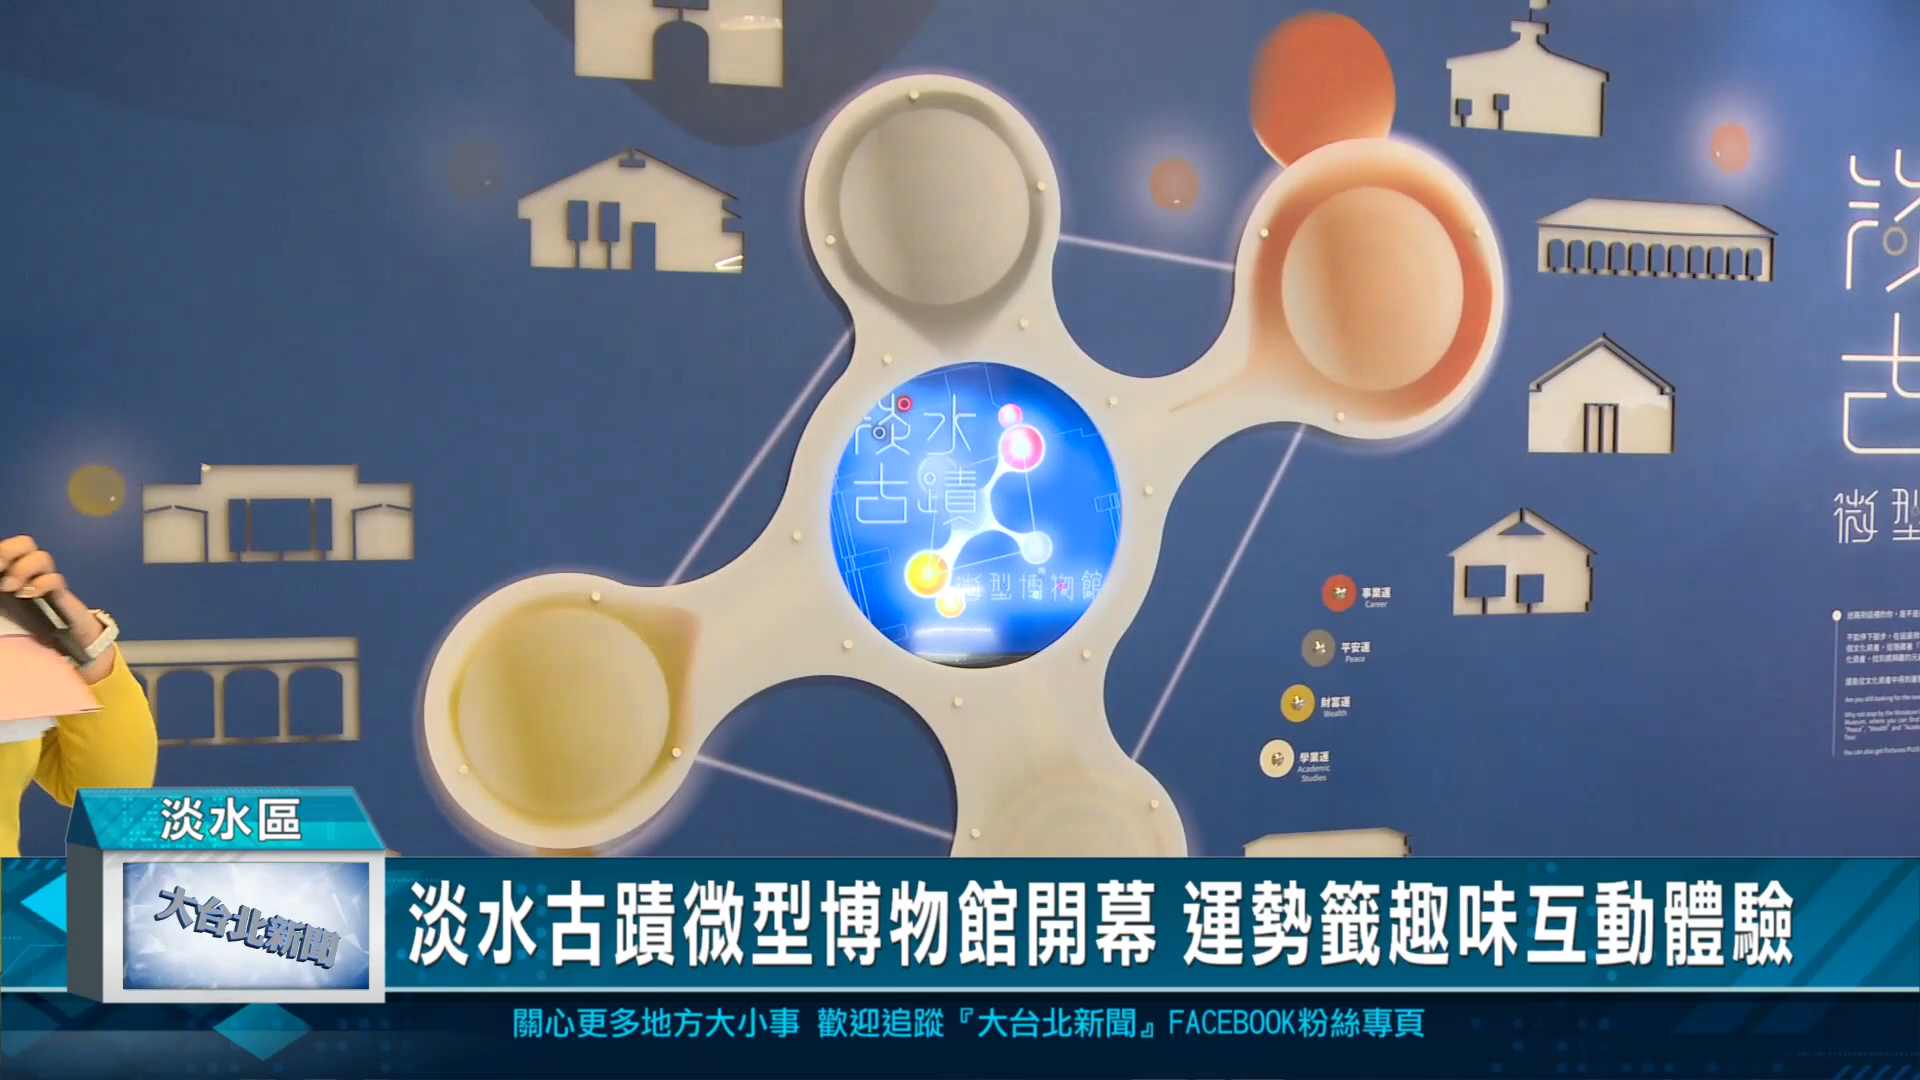 淡
古
微型
淡水
古蹟
微型博物館
事業運
Career
平安運
Peace
財富運
Wealth
學業運
Academic
Studies
淡水區
大台北新聞
淡水古蹟微型博物館開幕 運勢籤趣味互動體驗
關心更多地方大小事 歡迎追蹤『大台北新聞』FACEBOOK粉絲專頁